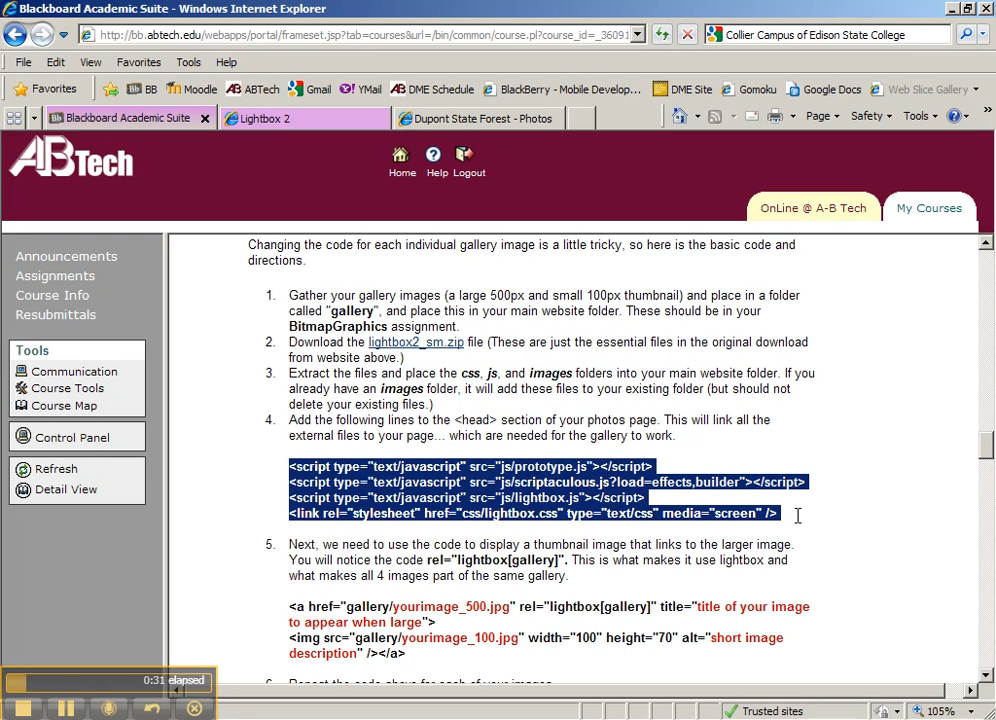 Blackboard Academic Suite - Windows Internet Explorer
http://bb.abtech.edu/webapps/portal/frameset.jsp?tab=courses&url=/bin/common/course.pl?course_id=_36091
Collier Campus of Edison State College
File Edit View Favorites Tools Help
Favorites BB Moodle ABTech Gmail YMail DME Schedule BlackBerry - Mobile Develop... DME Site Gomoku Google Docs Web Slice Gallery
Blackboard Academic Suite Lightbox 2 Dupont State Forest - Photos Page Safety Tools
AB Tech
Home Help Logout
OnLine @ A-B Tech My Courses
Announcements
Assignments
Course Info
Resubmittals
Tools
Communication
Course Tools
Course Map
Control Panel
Refresh
Detail View
Changing the code for each individual gallery image is a little tricky, so here is the basic code and
directions.
1. Gather your gallery images (a large 500px and small 100px thumbnail) and place in a folder
called "gallery", and place this in your main website folder. These should be in your
BitmapGraphics assignment.
2. Download the lightbox2_sm.zip file (These are just the essential files in the original download
from website above.)
3. Extract the files and place the css, js, and images folders into your main website folder. If you
already have an images folder, it will add these files to your existing folder (but should not
delete your existing files.)
4. Add the following lines to the <head> section of your photos page. This will link all the
external files to your page... which are needed for the gallery to work.
<script type="text/javascript" src="js/prototype.js"></script>
<script type="text/javascript" src="js/scriptaculous.js?load=effects,builder"></script>
<script type="text/javascript" src="js/lightbox.js"></script>
<link rel="stylesheet" href="css/lightbox.css" type="text/css" media="screen" />
5. Next, we need to use the code to display a thumbnail image that links to the larger image.
You will notice the code rel="lightbox[gallery]". This is what makes it use lightbox and
what makes all 4 images part of the same gallery.
<a href="gallery/yourimage_500.jpg" rel="lightbox[gallery]" title="title of your image
to appear when large">
<img src="gallery/yourimage_100.jpg" width="100" height="70" alt="short image
description" /></a>
0:31 elapsed
Trusted sites
105%